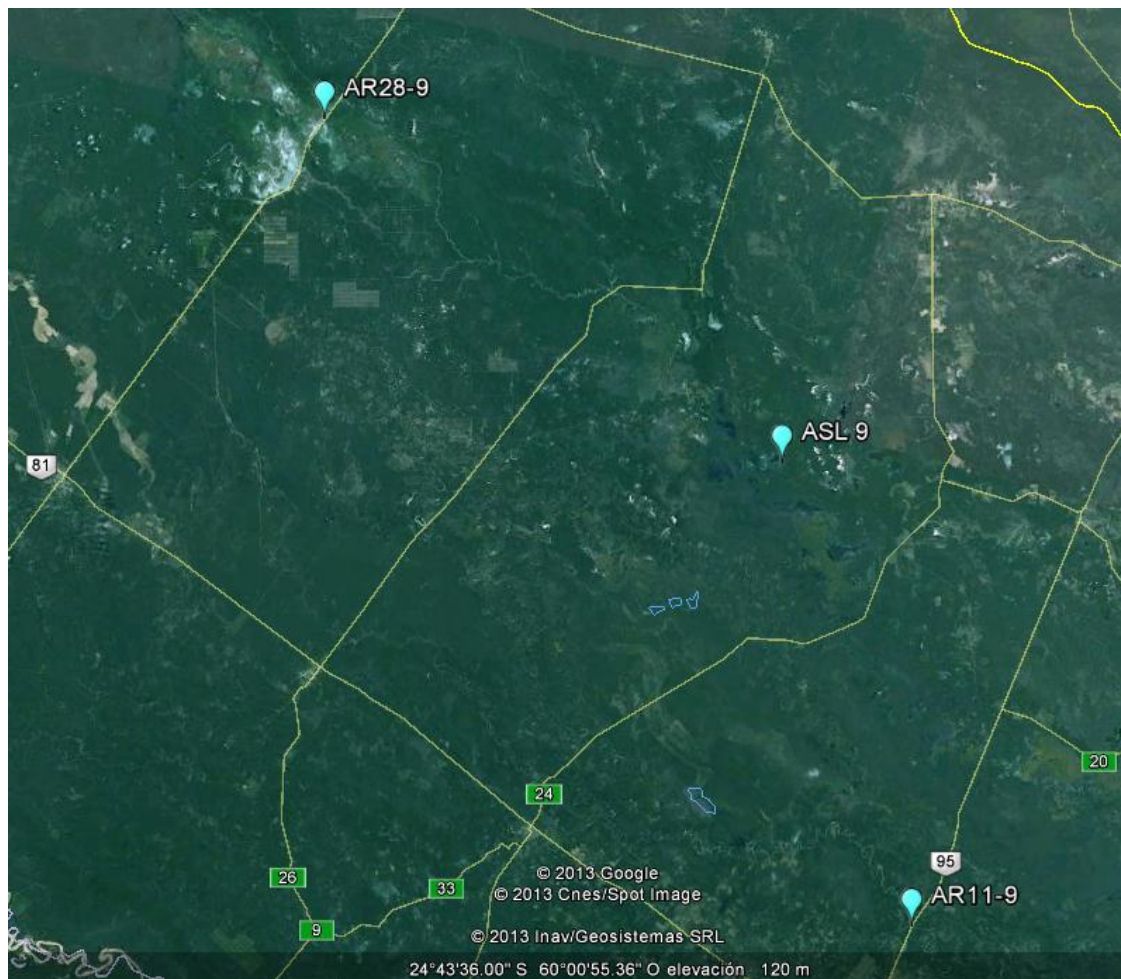 AR28-9
ASL 9
81
20
24
95
26
33
AR11-9
9
© 2013 Google
© 2013 Cnes/Spot Image
© 2013 Inav/Geosistemas SRL
24°43'36.00" S 60°00'55.36" O elevación 120 m